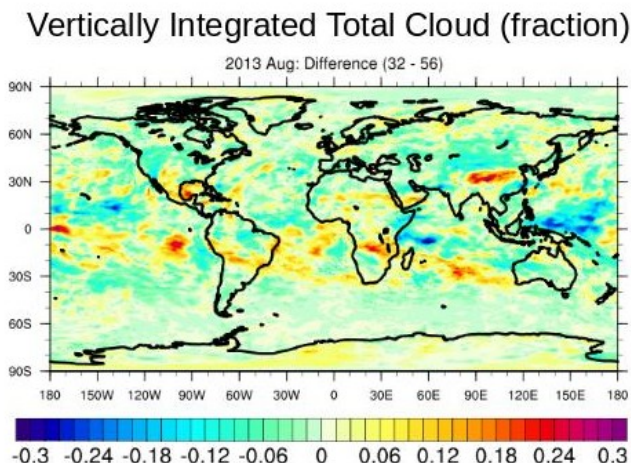 Vertically Integrated Total Cloud (fraction)
2013 Aug: Difference (32 - 56)
90N
60N
30N
0
30S
60S
90S
180 150W 120W 90W 60W 30W 0 30E 60E 90E 120E 150E 180
-0.3 -0.24 -0.18 -0.12 -0.06 0 0.06 0.12 0.18 0.24 0.3